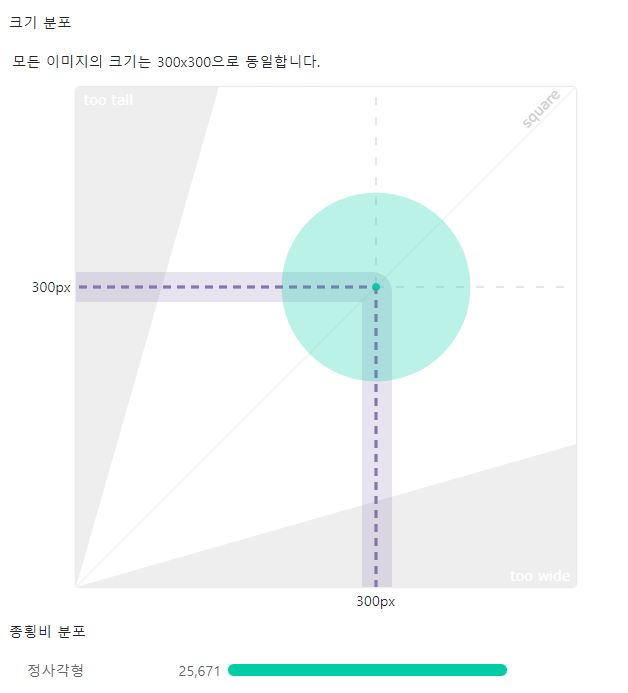 크기 분포
모든 이미지의 크기는 300x300으로 동일합니다.
too tall
square
300px
too wide
300px
종횡비 분포
정사각형 25,671